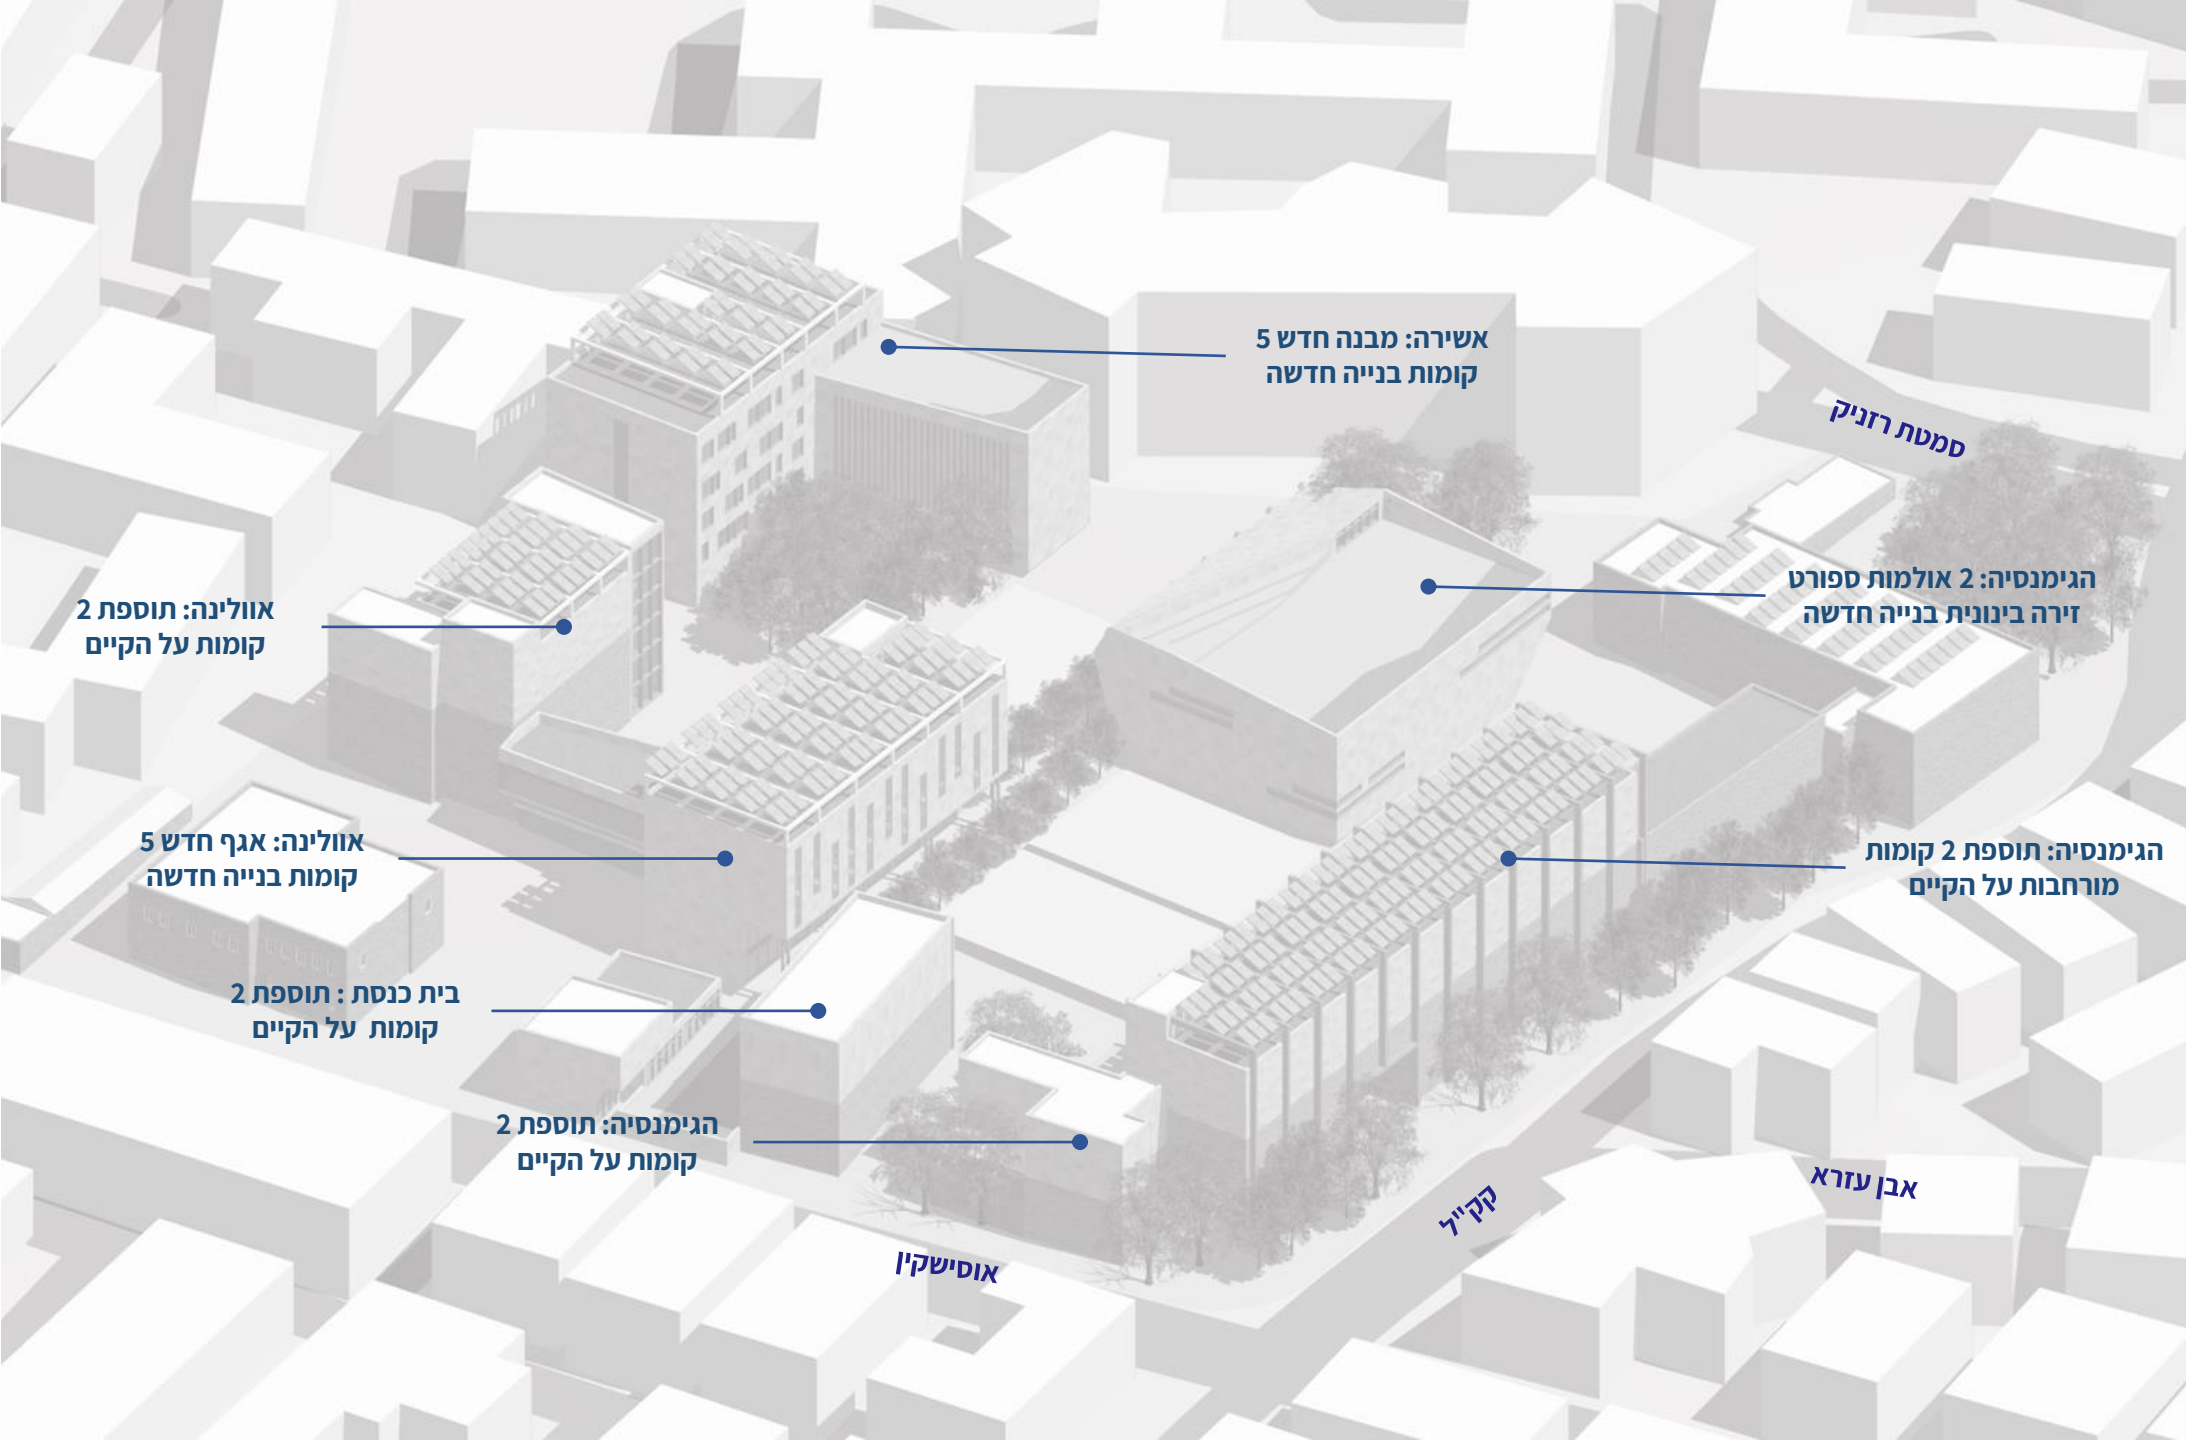 אשירה: מבנה חדש 5
קומות בנייה חדשה
סמטת רזניק
הגימנסיה: 2 אולמות ספורט
זירה בינונית בנייה חדשה
אוולינה: תוספת 2
קומות על הקיים
הגימנסיה: תוספת 2 קומות
מורחבות על הקיים
אוולינה: אגף חדש 5
קומות בנייה חדשה
בית כנסת : תוספת 2
קומות על הקיים
הגימנסיה: תוספת 2
קומות על הקיים
אבן עזרא
קק"ל
אוסישקין